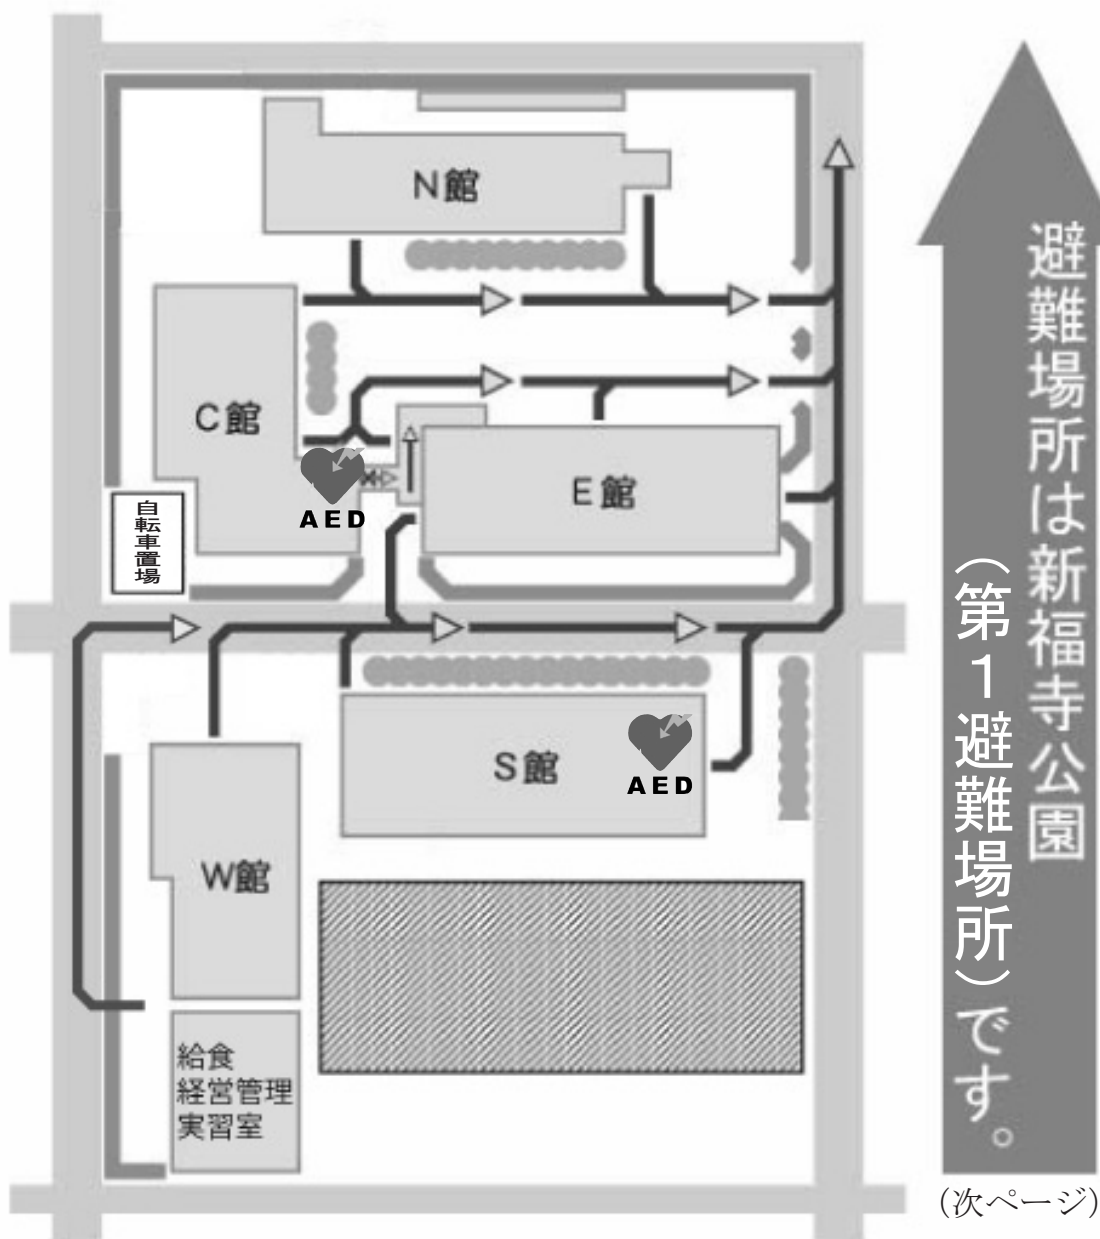 N館
C館
AED
E館
自転車置場
S館
AED
W館
給食
経営管理
実習室
避難場所は新福寺公園
（第１避難場所）です。
(次ページ)